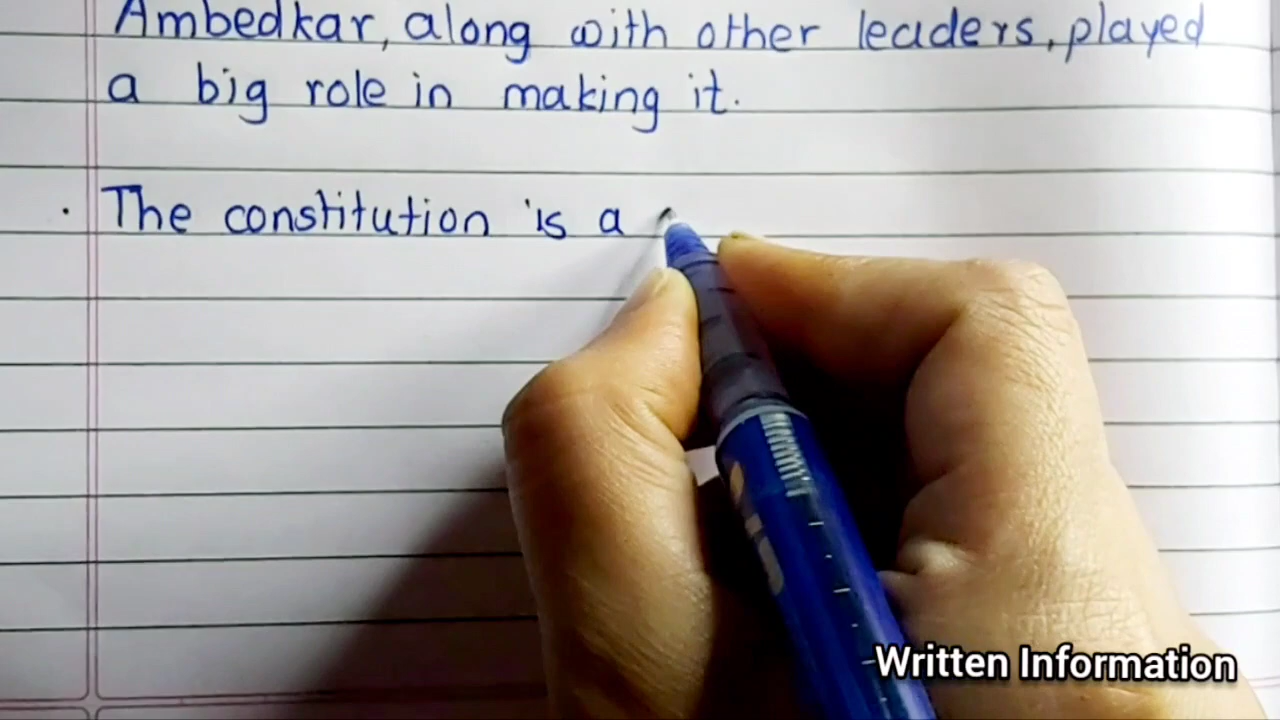 Ambedkar, along with other leaders, played
a big role in making it.
. The constitution is a
Written Information